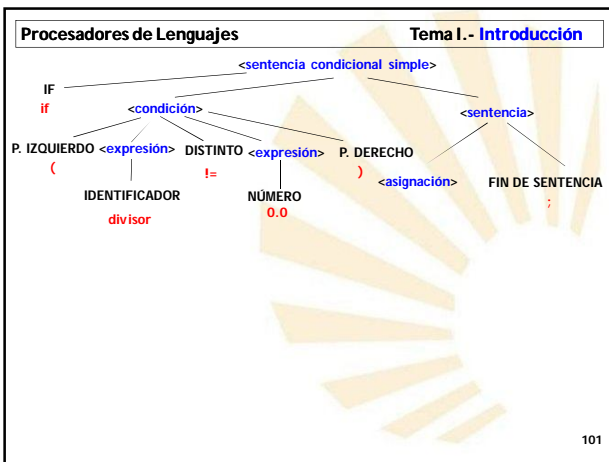 Procesadores de Lenguajes Tema I.- Introducción
<sentencia condicional simple>
IF
if <condición> <sentencia>
P. IZQUIERDO <expresión> DISTINTO <expresión> P. DERECHO
( != )
<asignación> FIN DE SENTENCIA
IDENTIFICADOR NÚMERO ;
divisor 0.0
101